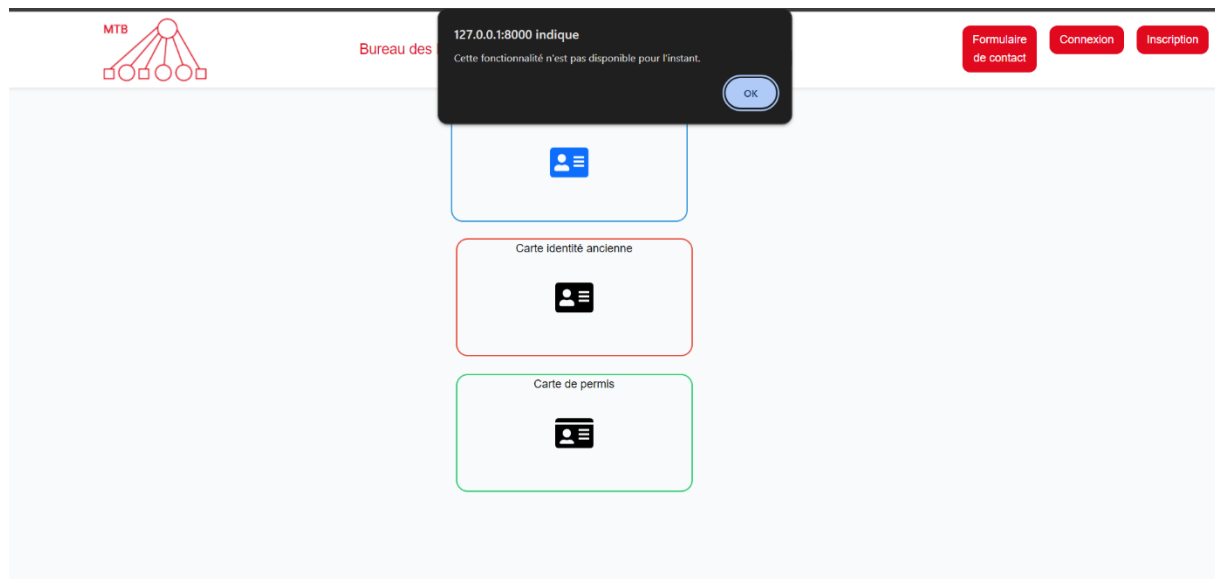 MTB
Bureau des
127.0.0.1:8000 indique
Cette fonctionnalité n'est pas disponible pour l'instant.
OK
Formulaire
de contact
Connexion
Inscription
Carte identité ancienne
Carte de permis